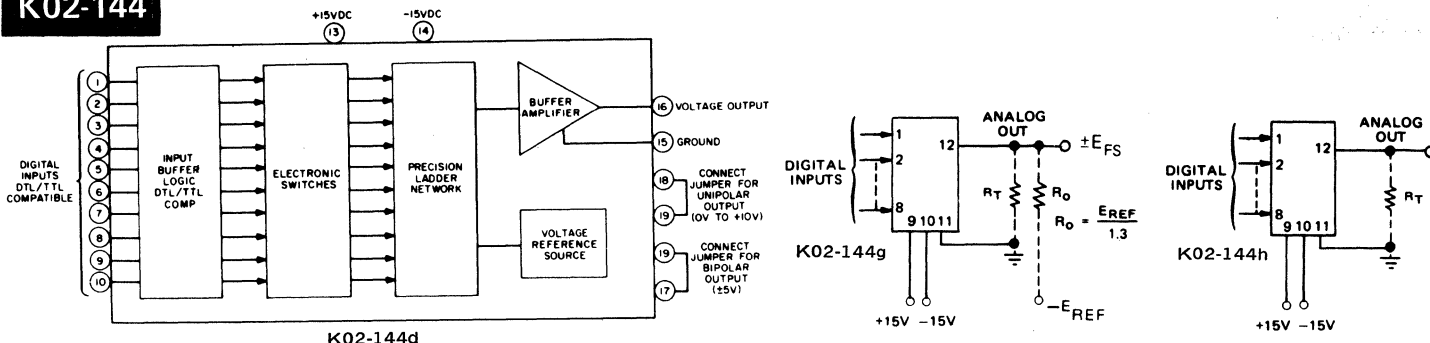 K02-144
+15VDC
13
-15VDC
14
1
2
3
4
5
6
7
8
9
10
DIGITAL
INPUTS
DTL/TTL
COMPATIBLE
INPUT
BUFFER
LOGIC
DTL/TTL
COMP
ELECTRONIC
SWITCHES
PRECISION
LADDER
NETWORK
BUFFER
AMPLIFIER
VOLTAGE
REFERENCE
SOURCE
16 VOLTAGE OUTPUT
15 GROUND
18
19
CONNECT
JUMPER FOR
UNIPOLAR
OUTPUT
(0V TO +10V)
19
17
CONNECT
JUMPER FOR
BIPOLAR
OUTPUT
(±5V)
K02-144d
DIGITAL
INPUTS
1
2
8
12
9 10 11
ANALOG
OUT
±EFS
RT
RO
RO = EREF
1.3
-EREF
+15V -15V
K02-144g
DIGITAL
INPUTS
1
2
8
12
9 10 11
ANALOG
OUT
RT
+15V -15V
K02-144h